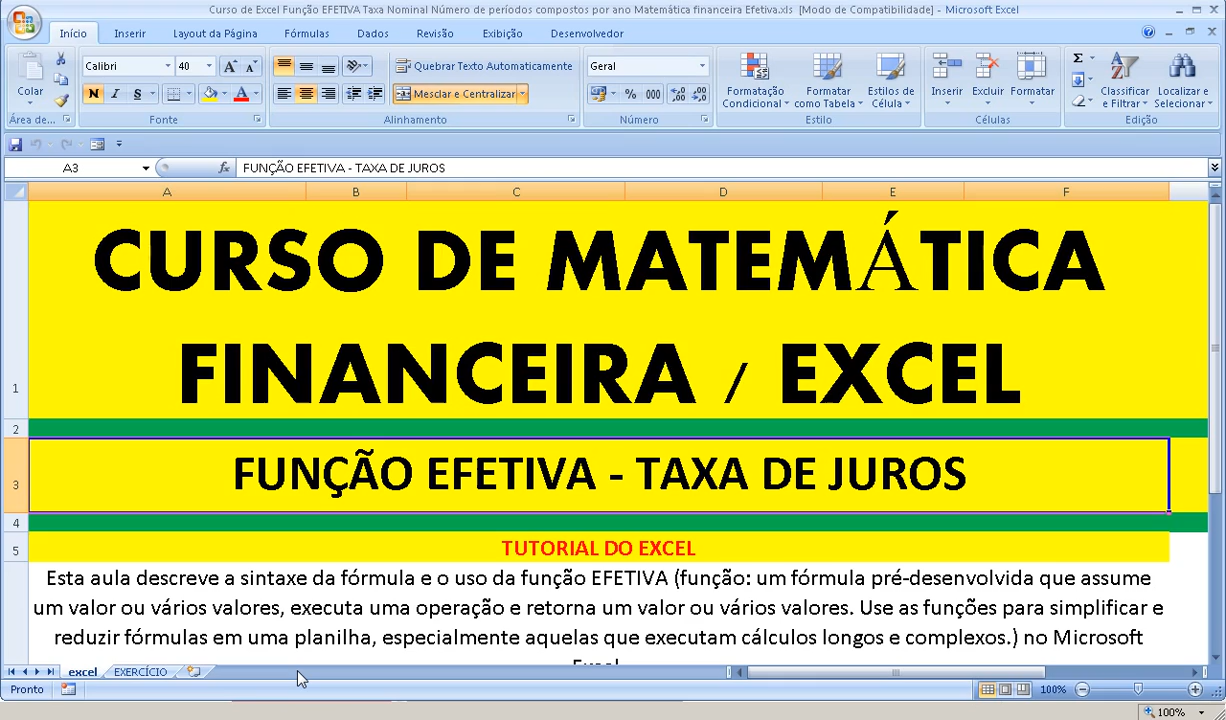 Curso de Excel Função EFETIVA Taxa Nominal Número de períodos compostos por ano Matemática financeira Efetiva.xls [Modo de Compatibilidade] - Microsoft Excel
Início Inserir Layout da Página Fórmulas Dados Revisão Exibição Desenvolvedor
Colar
Calibri 40
N I S
Quebrar Texto Automaticamente
Mesclar e Centralizar
Geral
% 000
Formatação Condicional
Formatar como Tabela
Estilos de Célula
Inserir
Excluir
Formatar
Classificar e Filtrar
Localizar e Selecionar
Área de... Fonte Alinhamento Número Estilo Células Edição
A3 fx FUNÇÃO EFETIVA - TAXA DE JUROS
A B C D E F
CURSO DE MATEMÁTICA
FINANCEIRA / EXCEL
1
2
3 FUNÇÃO EFETIVA - TAXA DE JUROS
4
5 TUTORIAL DO EXCEL
Esta aula descreve a sintaxe da fórmula e o uso da função EFETIVA (função: um fórmula pré-desenvolvida que assume
um valor ou vários valores, executa uma operação e retorna um valor ou vários valores. Use as funções para simplificar e
reduzir fórmulas em uma planilha, especialmente aquelas que executam cálculos longos e complexos.) no Microsoft
Excel
excel EXERCÍCIO
Pronto 100%
100%